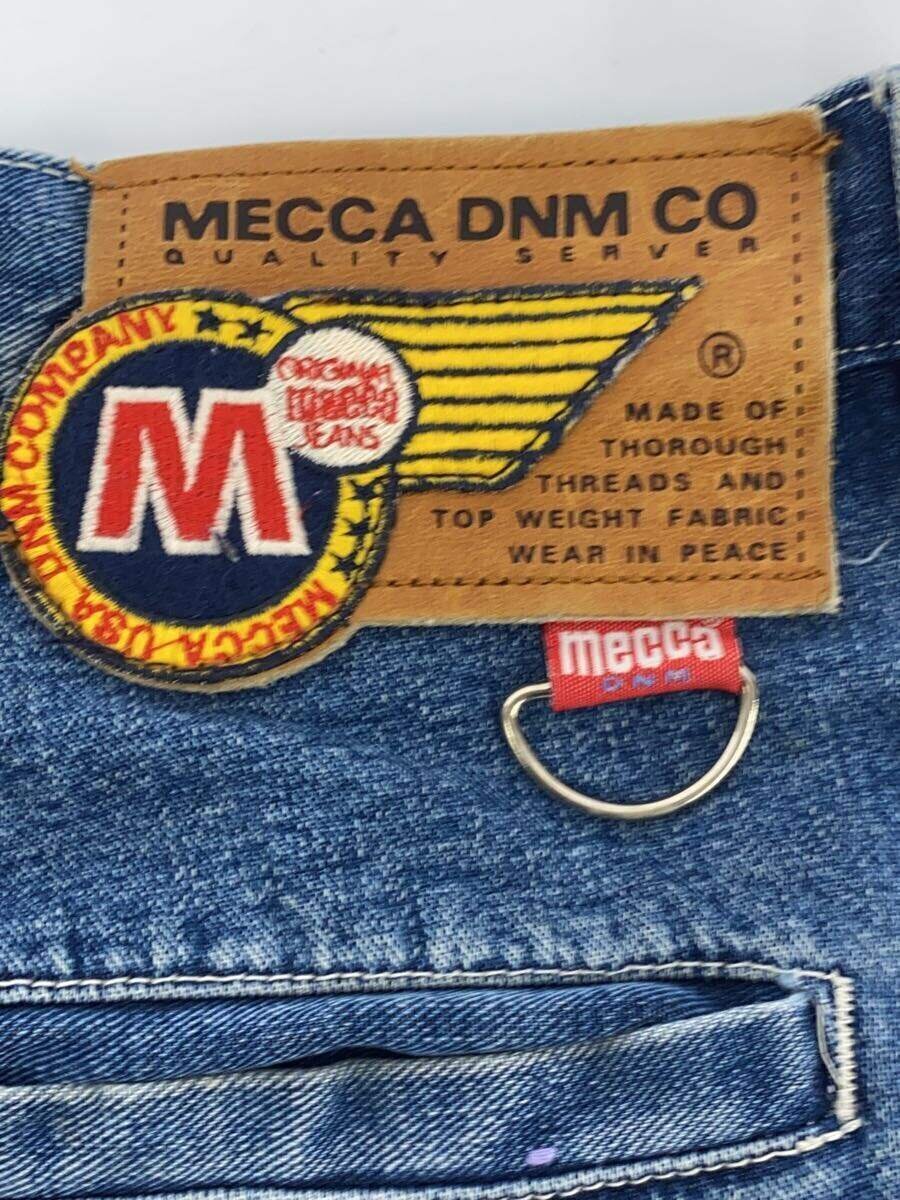 MECCA DNM CO
QUALITY SERVER
DNM COMPANY
M
ORIGINAL
mecca
JEANS
MECCA USA
®
MADE OF
THOROUGH
THREADS AND
TOP WEIGHT FABRIC
WEAR IN PEACE
mecca
DNM